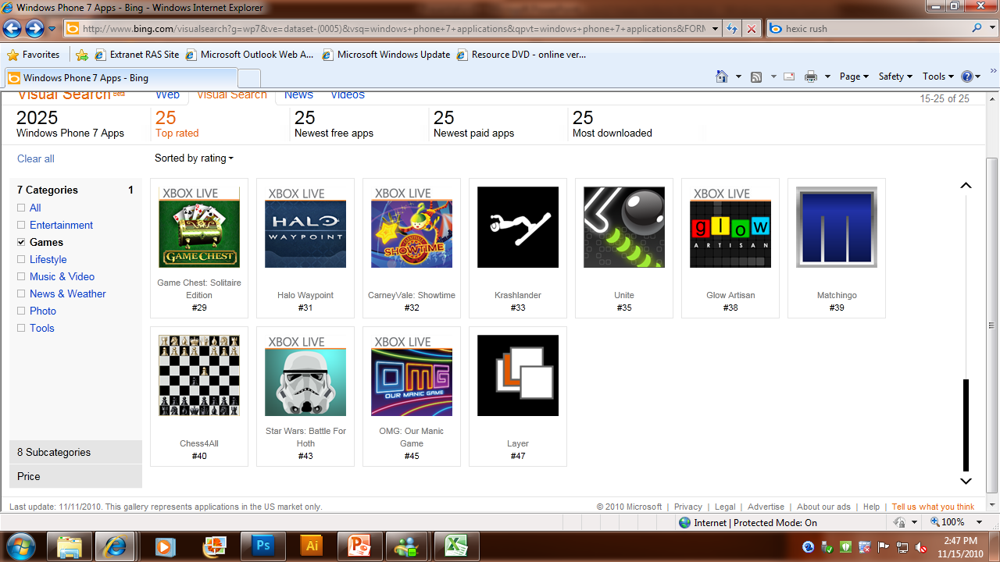 Windows Phone 7 Apps - Bing - Windows Internet Explorer
http://www.bing.com/visualsearch?g=wp7&ve=dataset-(0005)&vsq=windows+phone+7+applications&qpvt=windows+phone+7+applications&FORM
hexic rush
Favorites
Extranet RAS Site
Microsoft Outlook Web A...
Microsoft Windows Update
Resource DVD - online ver...
Windows Phone 7 Apps - Bing
Page
Safety
Tools
Visual Search Beta
Web
Visual Search
News
Videos
15-25 of 25
2025
Windows Phone 7 Apps
25
Top rated
25
Newest free apps
25
Newest paid apps
25
Most downloaded
Clear all
Sorted by rating
7 Categories 1
All
Entertainment
Games
Lifestyle
Music & Video
News & Weather
Photo
Tools
8 Subcategories
Price
XBOX LIVE
GAME CHEST
Game Chest: Solitaire
Edition
#29
XBOX LIVE
HALO
WAYPOINT
Halo Waypoint
#31
XBOX LIVE
SHOWTIME
CarneyVale: Showtime
#32
Krashlander
#33
Unite
#35
XBOX LIVE
glow
ARTISAN
Glow Artisan
#38
Matchingo
#39
Chess4All
#40
XBOX LIVE
Star Wars: Battle For
Hoth
#43
XBOX LIVE
OMG
OUR MANIC GAME
OMG: Our Manic
Game
#45
L
Layer
#47
Last update: 11/11/2010. This gallery represents applications in the US market only.
© 2010 Microsoft | Privacy | Legal | Advertise | About our ads | Help | Tell us what you think
Internet | Protected Mode: On
100%
Ps
Ai
2:47 PM
11/15/2010